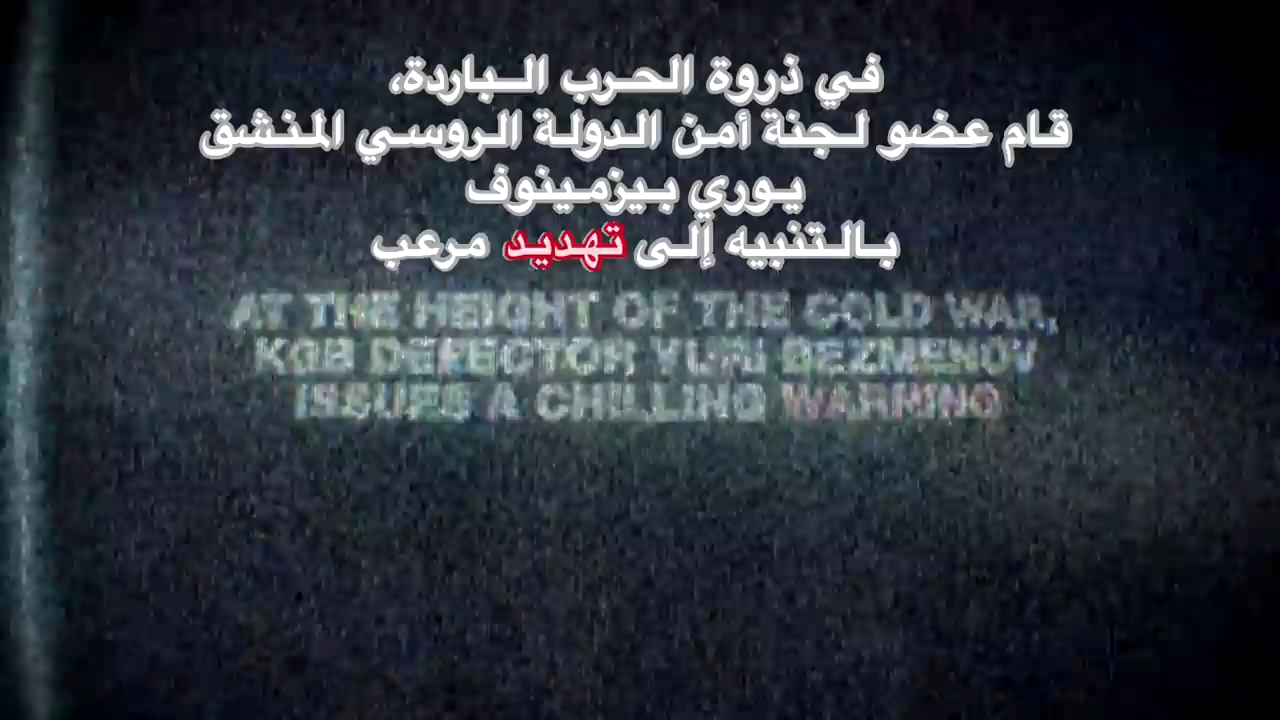 في ذروة الحرب الباردة،
قام عضو لجنة أمن الدولة الروسي المنشق
يوري بيزمينوف
بالتنبيه إلى تهديد مرعب
AT THE HEIGHT OF THE COLD WAR,
KGB DEFECTOR YURI BEZMENOV
ISSUES A CHILLING WARNING